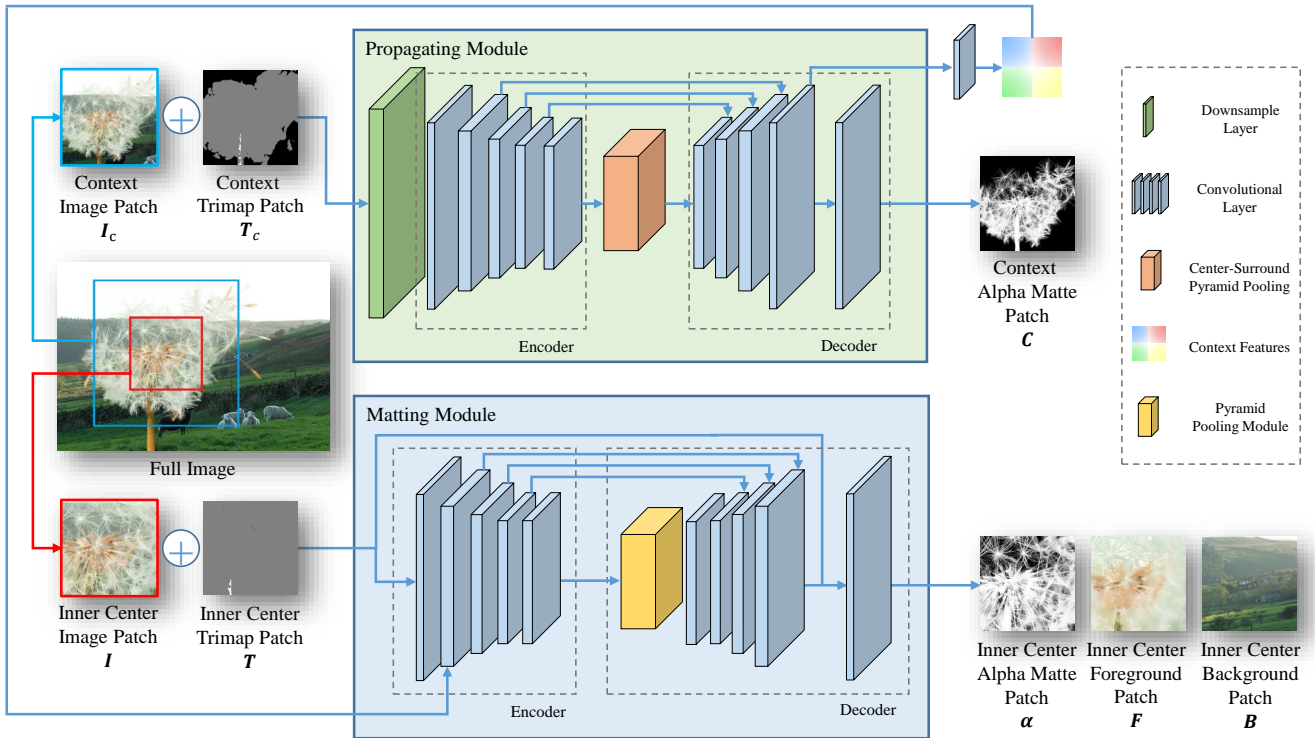 Propagating Module
Encoder
Decoder
Context
Image Patch
I_c
Context
Trimap Patch
T_c
Full Image
Inner Center
Image Patch
I
Inner Center
Trimap Patch
T
Context
Alpha Matte
Patch
C
Matting Module
Encoder
Decoder
Inner Center
Alpha Matte
Patch
α
Inner Center
Foreground
Patch
F
Inner Center
Background
Patch
B
Downsample
Layer
Convolutional
Layer
Center-Surround
Pyramid Pooling
Context Features
Pyramid
Pooling Module